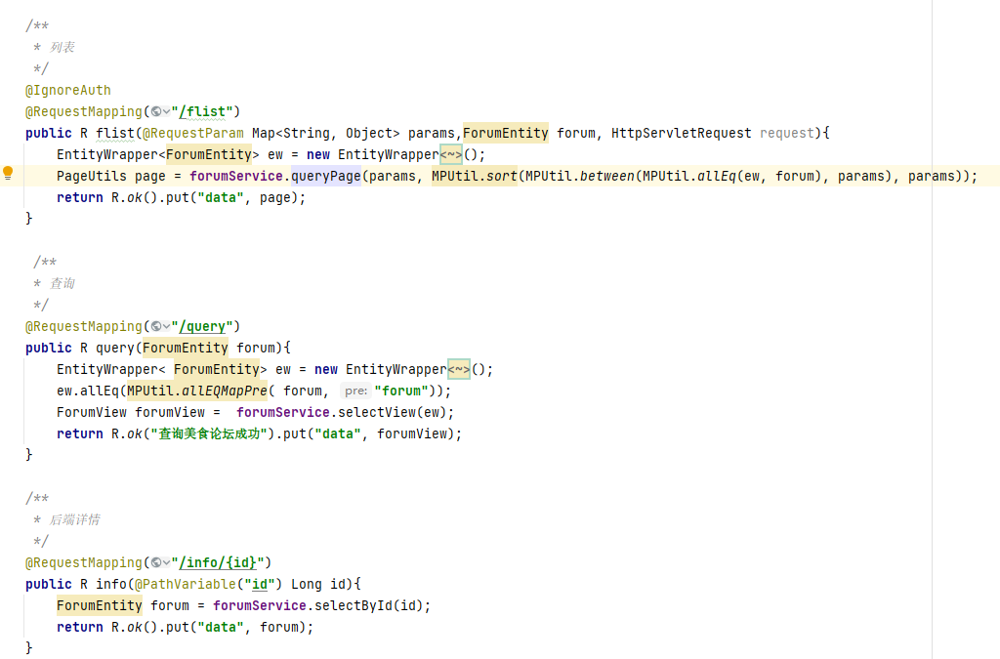 /**
* 列表
*/
@IgnoreAuth
@RequestMapping("/flist")
public R flist(@RequestParam Map<String, Object> params,ForumEntity forum, HttpServletRequest request){
EntityWrapper<ForumEntity> ew = new EntityWrapper<~>();
PageUtils page = forumService.queryPage(params, MPUtil.sort(MPUtil.between(MPUtil.allEq(ew, forum), params), params));
return R.ok().put("data", page);
}
/**
* 查询
*/
@RequestMapping("/query")
public R query(ForumEntity forum){
EntityWrapper< ForumEntity> ew = new EntityWrapper<~>();
ew.allEq(MPUtil.allEQMapPre( forum, pre: "forum"));
ForumView forumView =  forumService.selectView(ew);
return R.ok("查询美食论坛成功").put("data", forumView);
}
/**
* 后端详情
*/
@RequestMapping("/info/{id}")
public R info(@PathVariable("id") Long id){
ForumEntity forum = forumService.selectById(id);
return R.ok().put("data", forum);
}